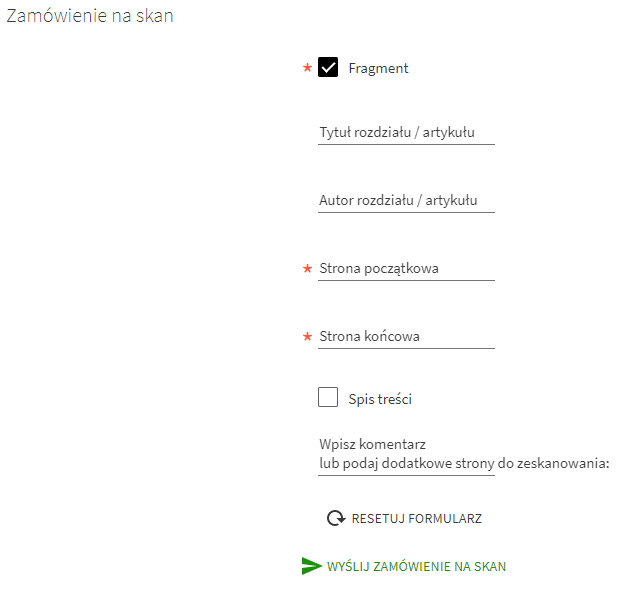 Zamówienie na skan
* Fragment
Tytuł rozdziału / artykułu
Autor rozdziału / artykułu
* Strona początkowa
* Strona końcowa
Spis treści
Wpisz komentarz
lub podaj dodatkowe strony do zeskanowania:
RESETUJ FORMULARZ
WYŚLIJ ZAMÓWIENIE NA SKAN